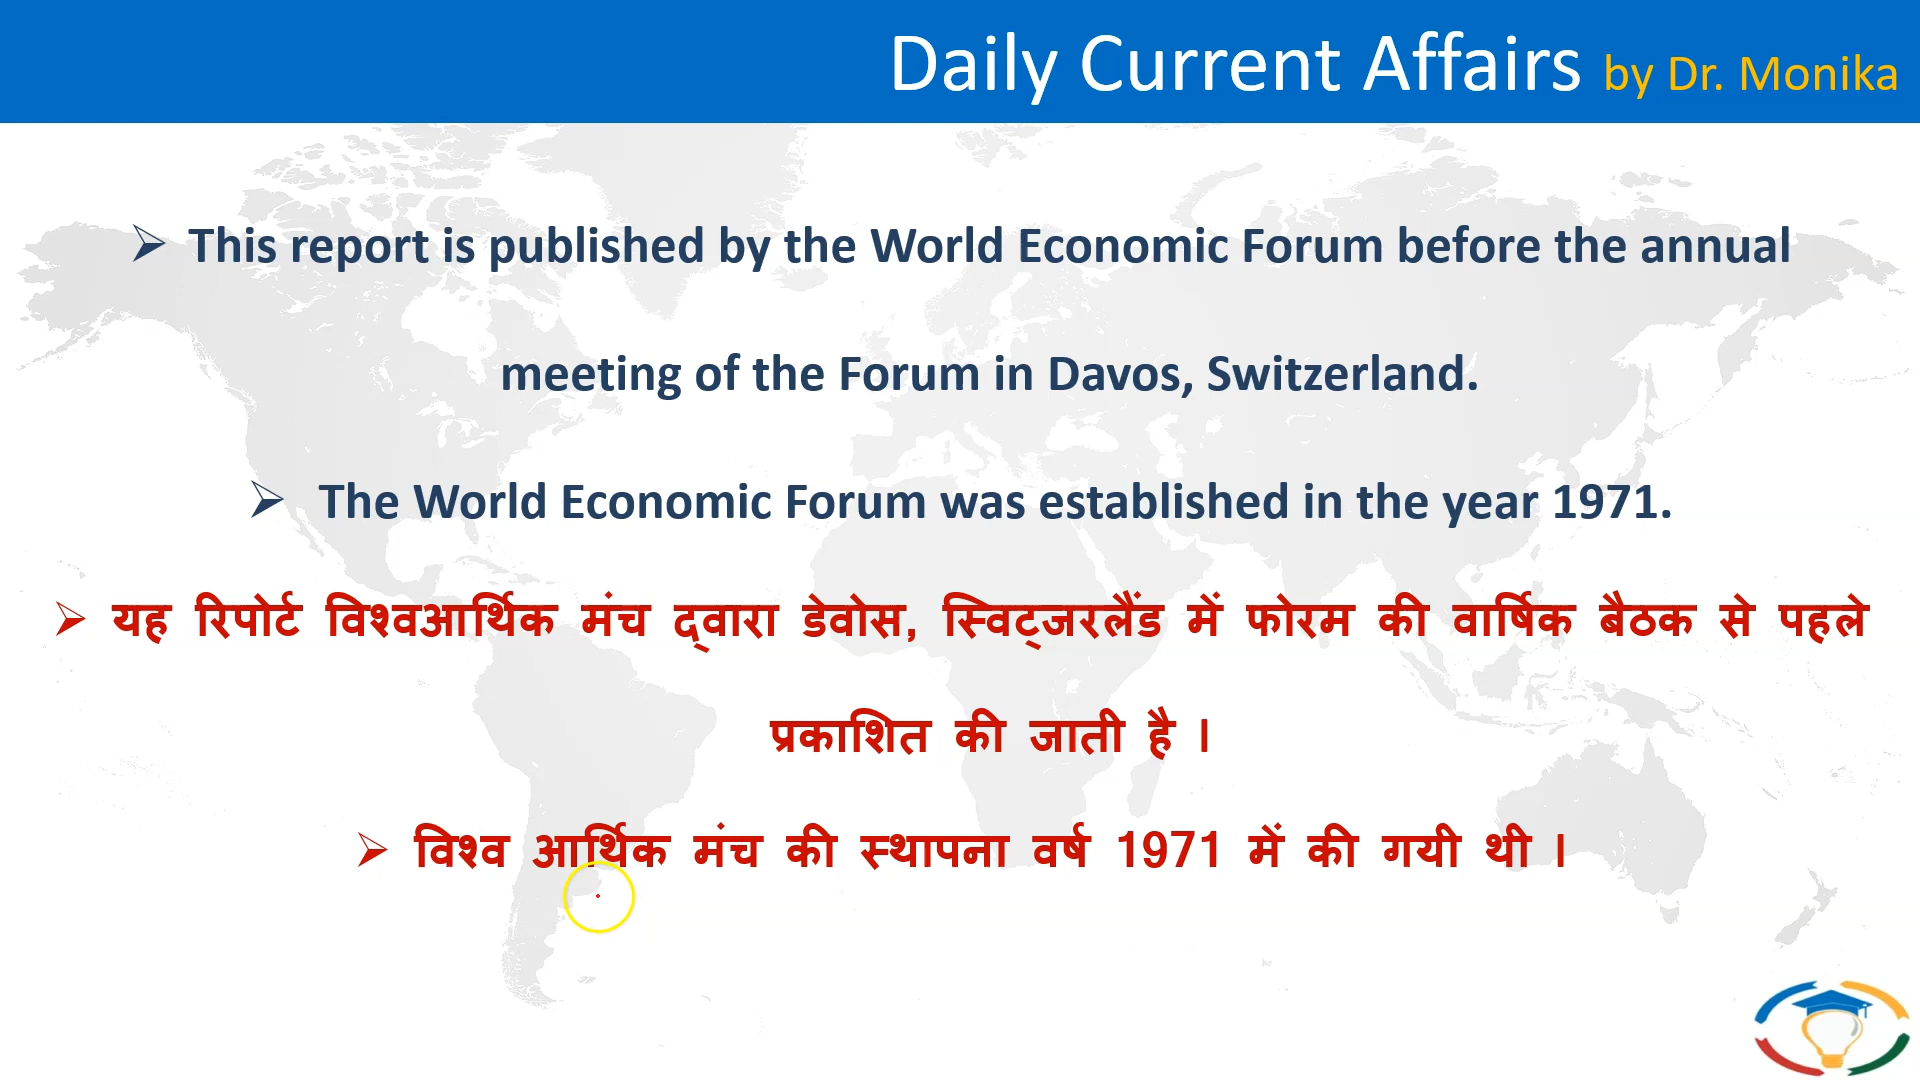 Daily Current Affairs by Dr. Monika
➢ This report is published by the World Economic Forum before the annual
meeting of the Forum in Davos, Switzerland.
➢ The World Economic Forum was established in the year 1971.
➢ यह रिपोर्ट विश्वआर्थिक मंच द्वारा डेवोस, स्विट्जरलैंड में फोरम की वार्षिक बैठक से पहले
प्रकाशित की जाती है ।
➢ विश्व आर्थिक मंच की स्थापना वर्ष 1971 में की गयी थी ।